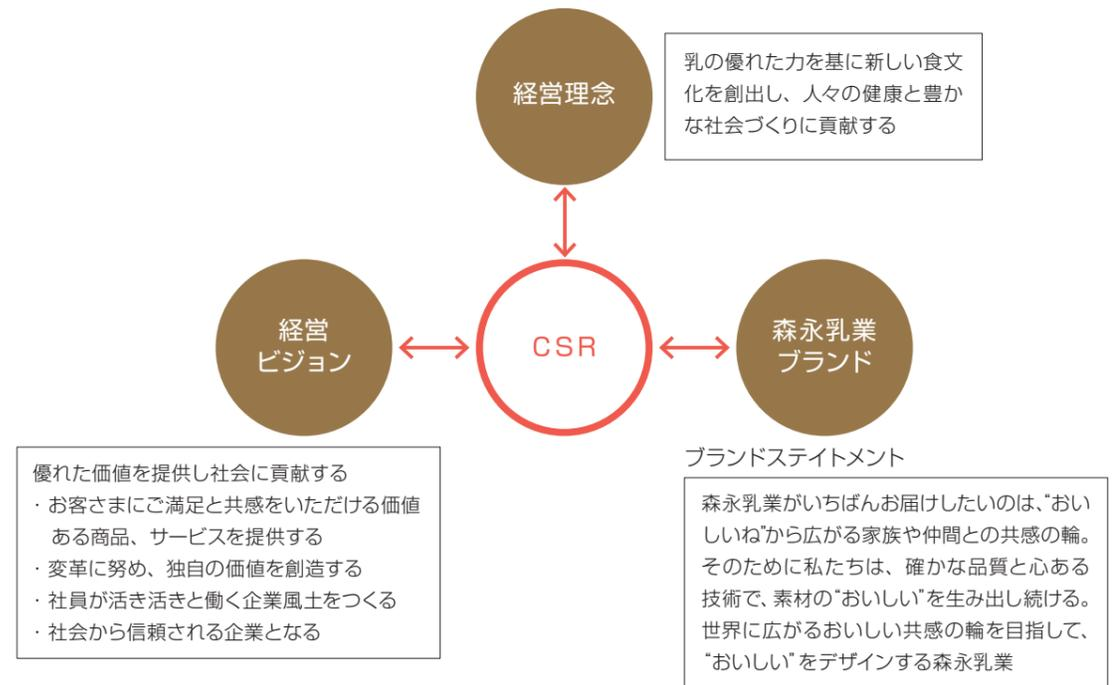 経営理念
乳の優れた力を基に新しい食文
化を創出し、人々の健康と豊か
な社会づくりに貢献する
経営
ビジョン
CSR
森永乳業
ブランド
優れた価値を提供し社会に貢献する
・お客さまにご満足と共感をいただける価値
ある商品、サービスを提供する
・変革に努め、独自の価値を創造する
・社員が活き活きと働く企業風土をつくる
・社会から信頼される企業となる
ブランドステイトメント
森永乳業がいちばんお届けしたいのは、“おい
しいね”から広がる家族や仲間との共感の輪。
そのために私たちは、確かな品質と心ある
技術で、素材の“おいしい”を生み出し続ける。
世界に広がるおいしい共感の輪を目指して、
“おいしい”をデザインする森永乳業